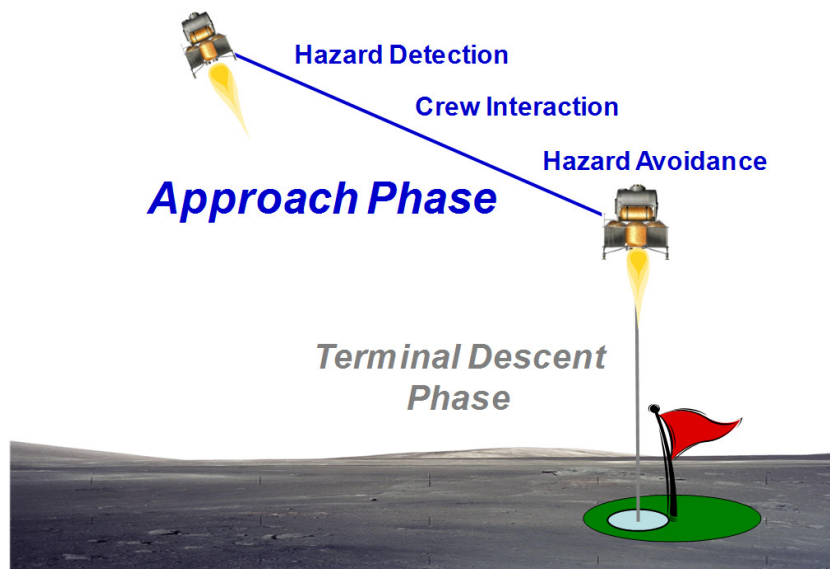 Hazard Detection
Crew Interaction
Hazard Avoidance
Approach Phase
Terminal Descent
Phase